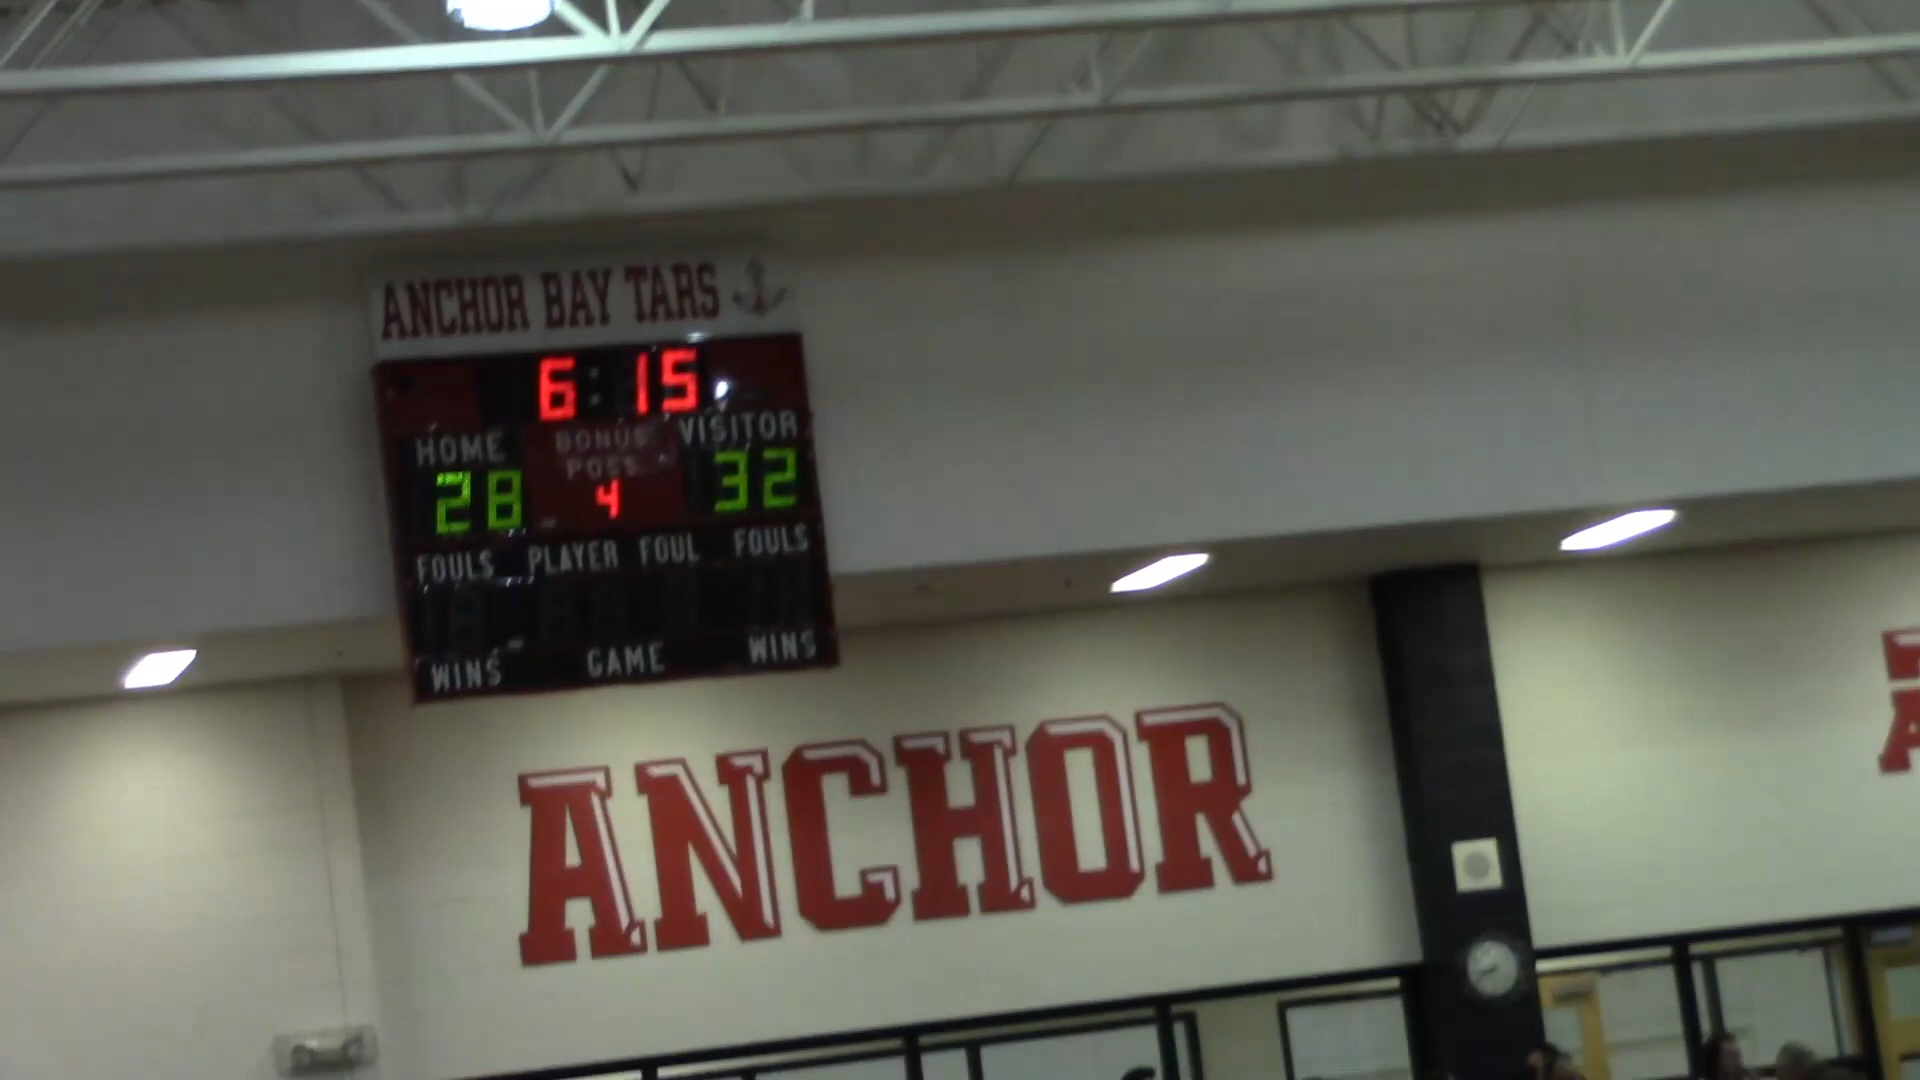 ANCHOR BAY TARS
6:15
HOME BONUS VISITOR
POSS
28 4 32
FOULS PLAYER FOUL FOULS
WINS GAME WINS
ANCHOR